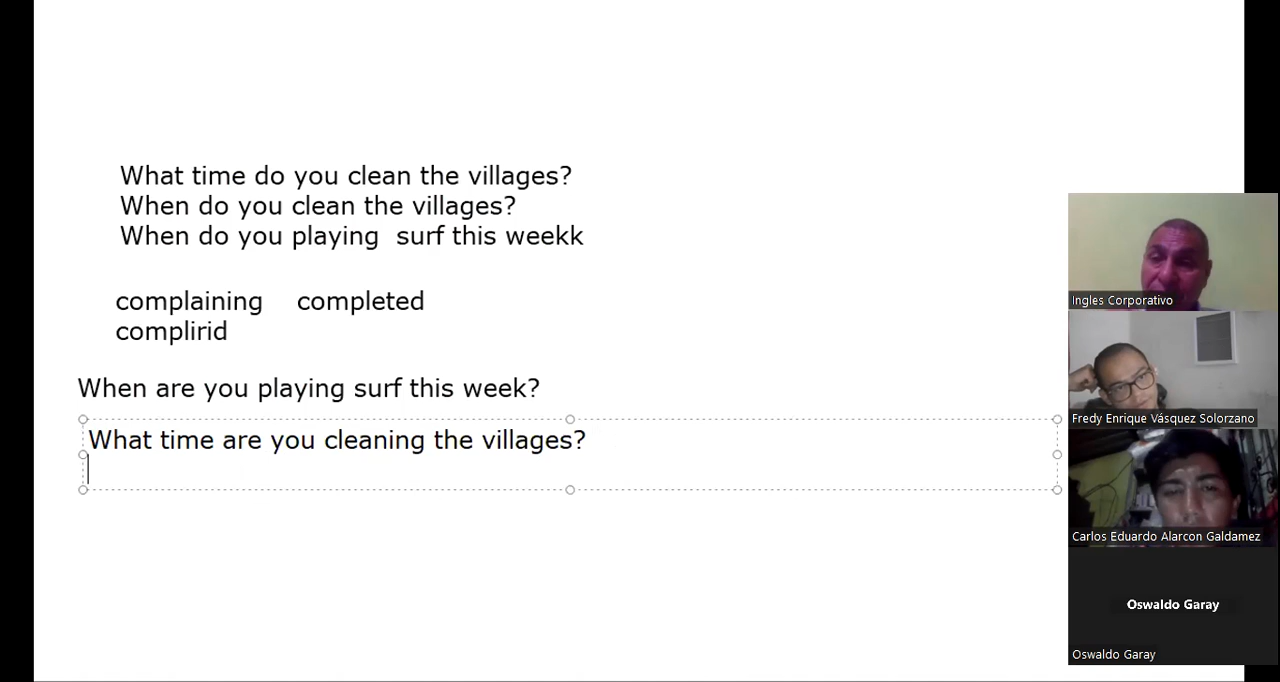 What time do you clean the villages?
When do you clean the villages?
When do you playing surf this weekk
complaining completed
complirid
When are you playing surf this week?
What time are you cleaning the villages?
Ingles Corporativo
Fredy Enrique Vásquez Solorzano
Carlos Eduardo Alarcon Galdamez
Oswaldo Garay
Oswaldo Garay